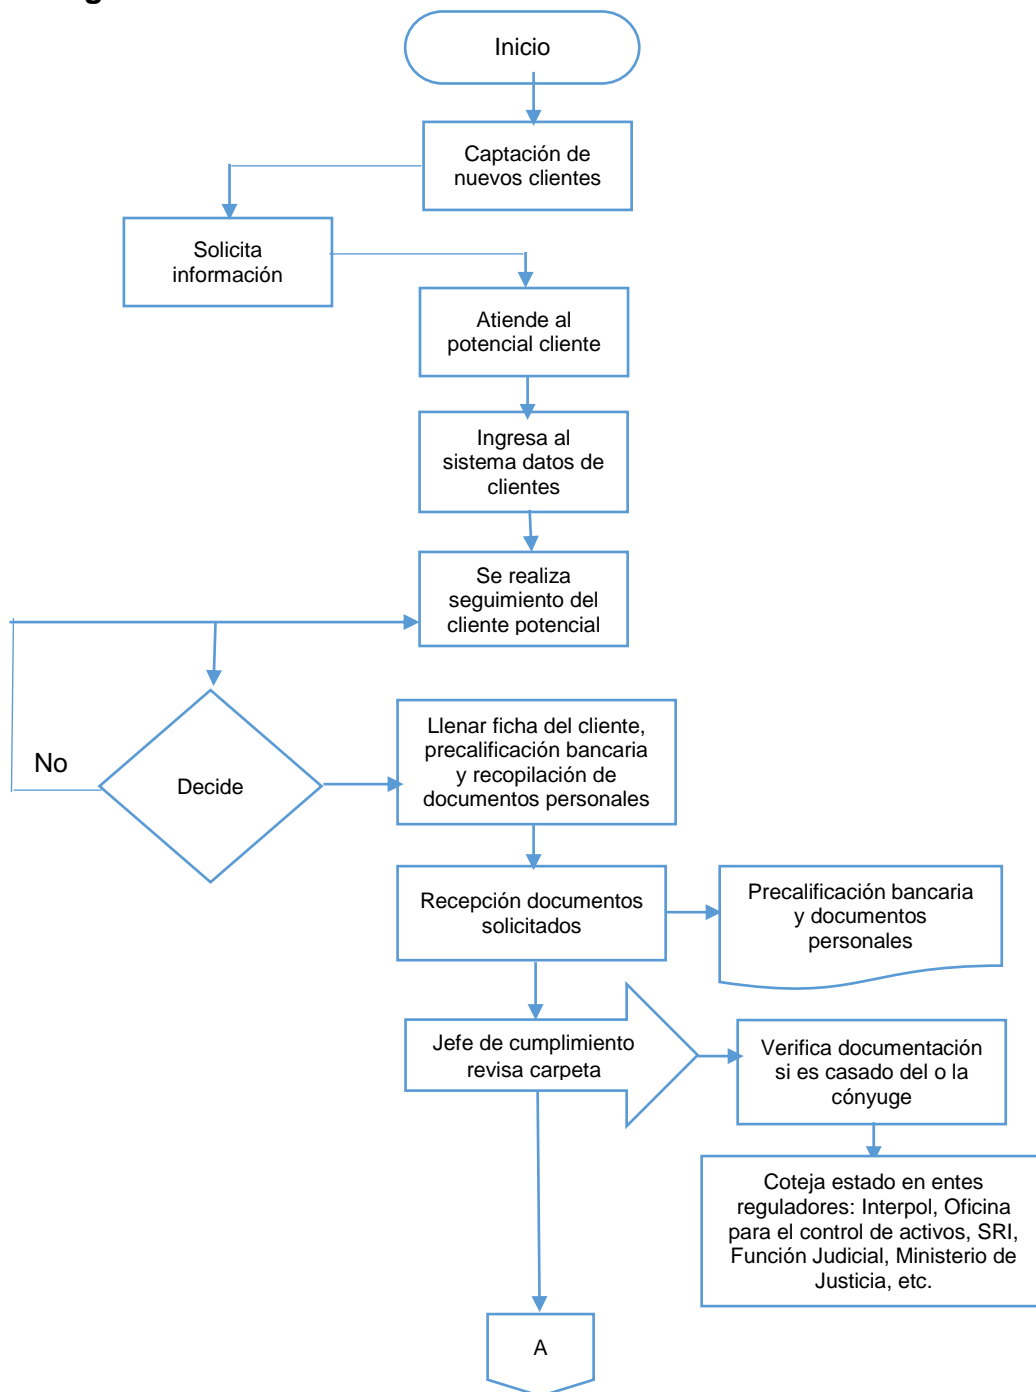 Inicio
Captación de
nuevos clientes
Solicita
información
Atiende al
potencial cliente
Ingresa al
sistema datos de
clientes
Se realiza
seguimiento del
cliente potencial
No
Decide
Llenar ficha del cliente,
precalificación bancaria
y recopilación de
documentos personales
Recepción documentos
solicitados
Precalificación bancaria
y documentos
personales
Jefe de cumplimiento
revisa carpeta
Verifica documentación
si es cásado del o la
cónyuge
Coteja estado en entes
reguladores: Interpol, Oficina
para el control de activos, SRI,
Función Judicial, Ministerio de
Justicia, etc.
A